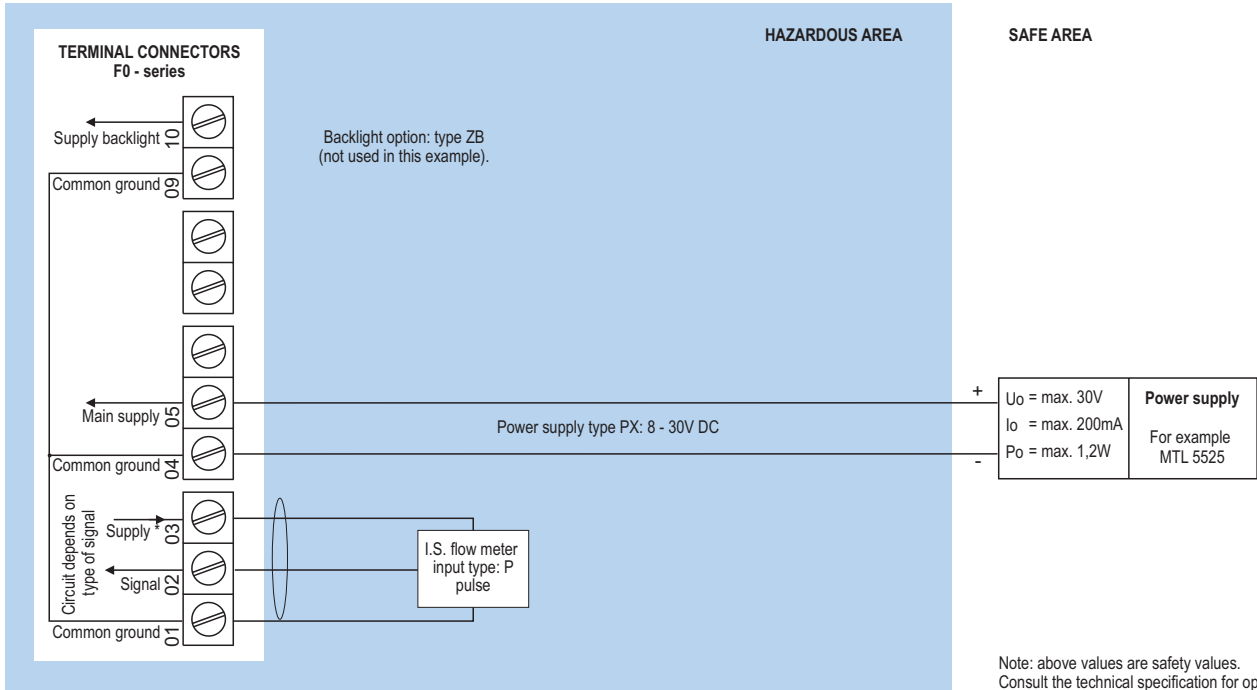 HAZARDOUS AREA
SAFE AREA
TERMINAL CONNECTORS
F0 - series
Supply backlight 10
Common ground 09
Backlight option: type ZB
(not used in this example).
Main supply 05
Common ground 04
Power supply type PX: 8 - 30V DC
+
-
Uo = max. 30V
Io = max. 200mA
Po = max. 1,2W
Power supply
For example
MTL 5525
Circuit depends on
type of signal
Supply * 03
Signal 02
Common ground 01
I.S. flow meter
input type: P
pulse
Note: above values are safety values.
Consult the technical specification for